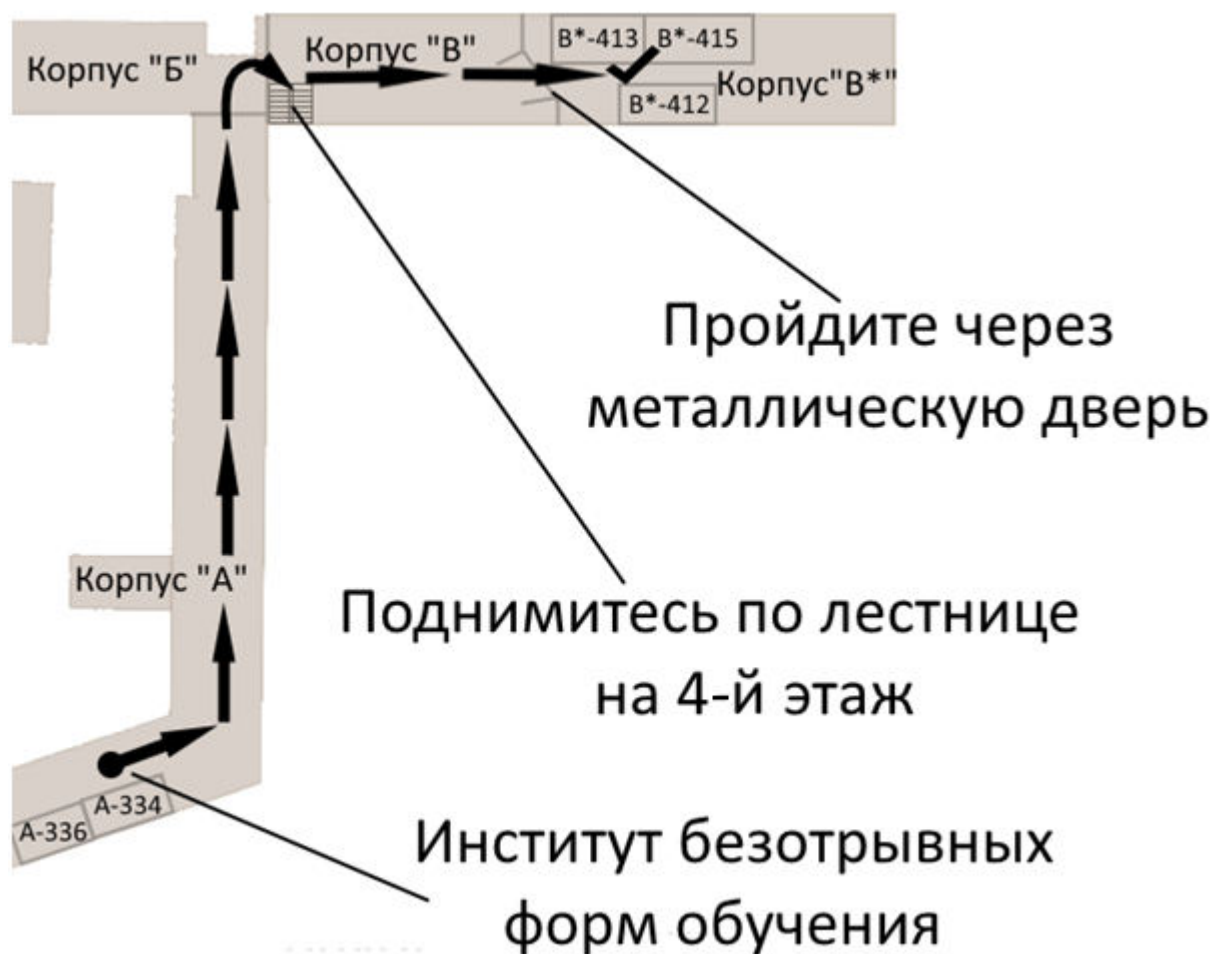 В*-413
В*-415
Корпус "Б"
Корпус "В"
Корпус"В*"
В*-412
Пройдите через
металлическую дверь
Корпус "А"
Поднимитесь по лестнице
на 4-й этаж
А-334
А-336
Институт безотрывных
форм обучения